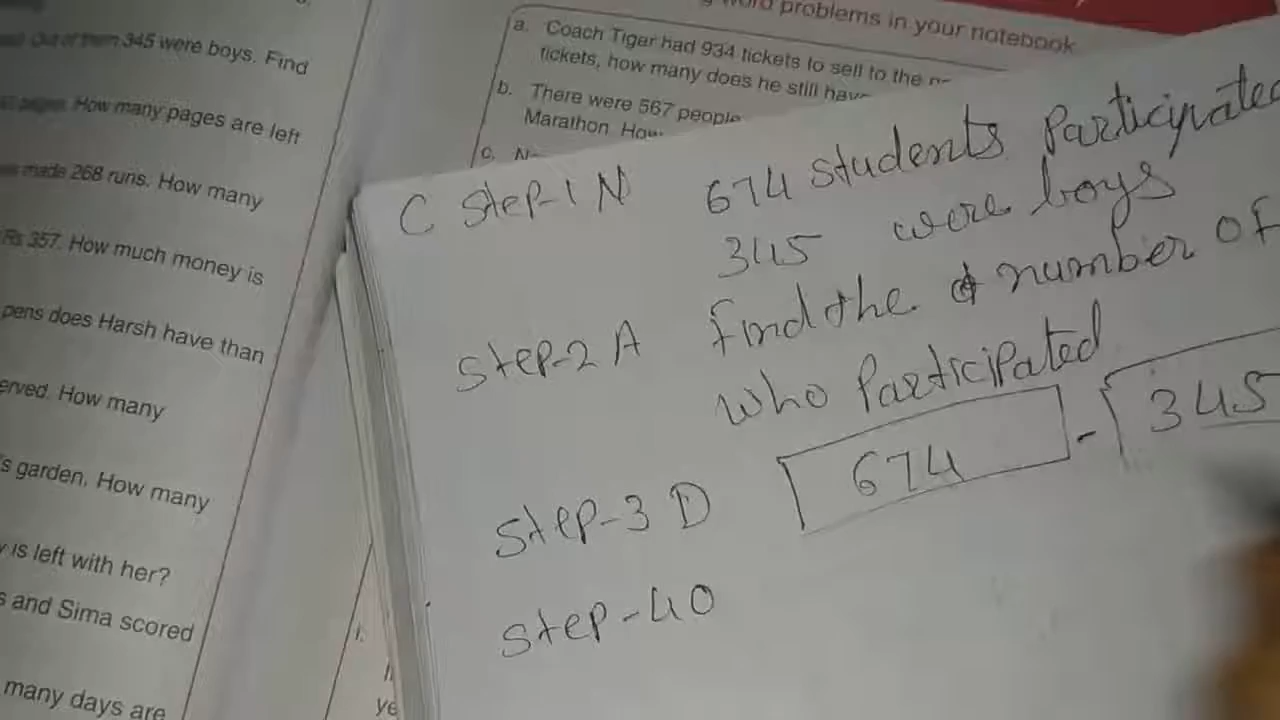 345 were boys. Find
pages. How many pages are left
made 268 runs. How many
Rs 357. How much money is
pens does Harsh have than
erved. How many
's garden. How many
y is left with her?
s and Sima scored
many days are
word problems in your notebook
a. Coach Tiger had 934 tickets to sell to the
tickets, how many does he still have
b. There were 567 people
Marathon. How
c.
i.
ye
C Step-1 N 674 students Participated
345 were boys
Step-2 A find the number of
who Participated
Step-3 D 674 - 345
Step-4 O